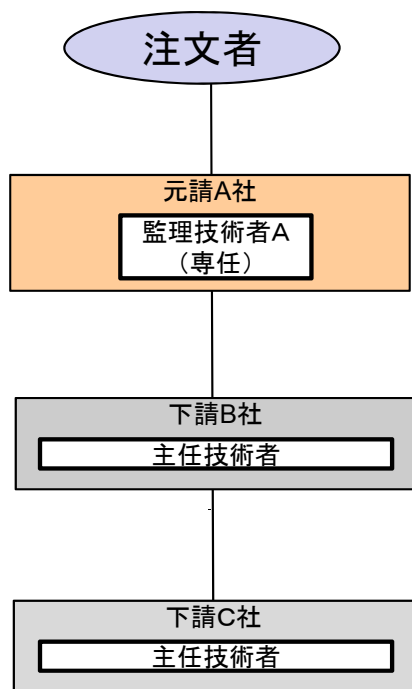 注文者
元請A社
監理技術者A
（専任）
下請B社
主任技術者
下請C社
主任技術者